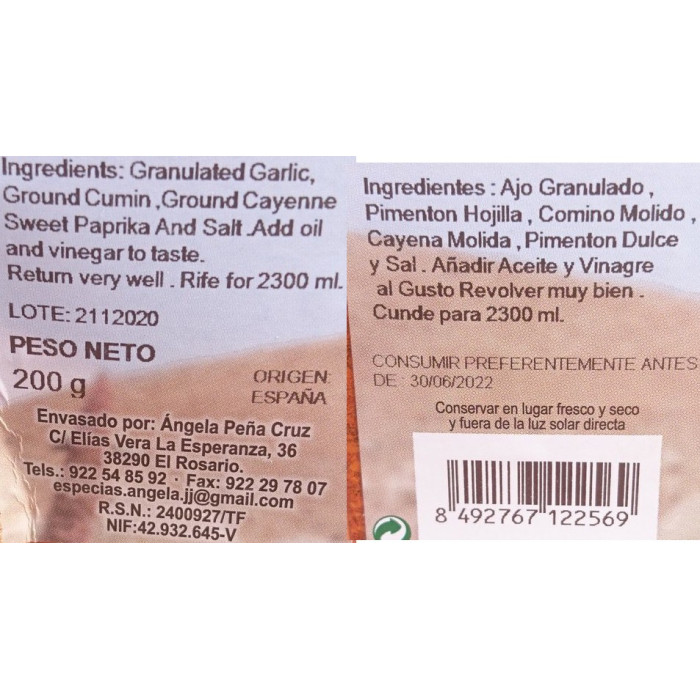 Ingredients: Granulated Garlic,
Ground Cumin ,Ground Cayenne
Sweet Paprika And Salt .Add oil
and vinegar to taste.
Return very well . Rife for 2300 ml.
LOTE: 2112020
PESO NETO
200 g
ORIGEN:
ESPAÑA
Envasado por: Ángela Peña Cruz
C/ Elías Vera La Esperanza, 36
38290 El Rosario.
Tels.: 922 54 85 92 · Fax: 922 29 78 07
especias.angela.jj@gmail.com
R.S.N.: 2400927/TF
NIF:42.932.645-V
Ingredientes : Ajo Granulado ,
Pimenton Hojilla , Comino Molido ,
Cayena Molida , Pimenton Dulce
y Sal . Añadir Aceite y Vinagre
al Gusto Revolver muy bien .
Cunde para 2300 ml.
CONSUMIR PREFERENTEMENTE ANTES
DE : 30/06/2022
Conservar en lugar fresco y seco
y fuera de la luz solar directa
8 492767 122569